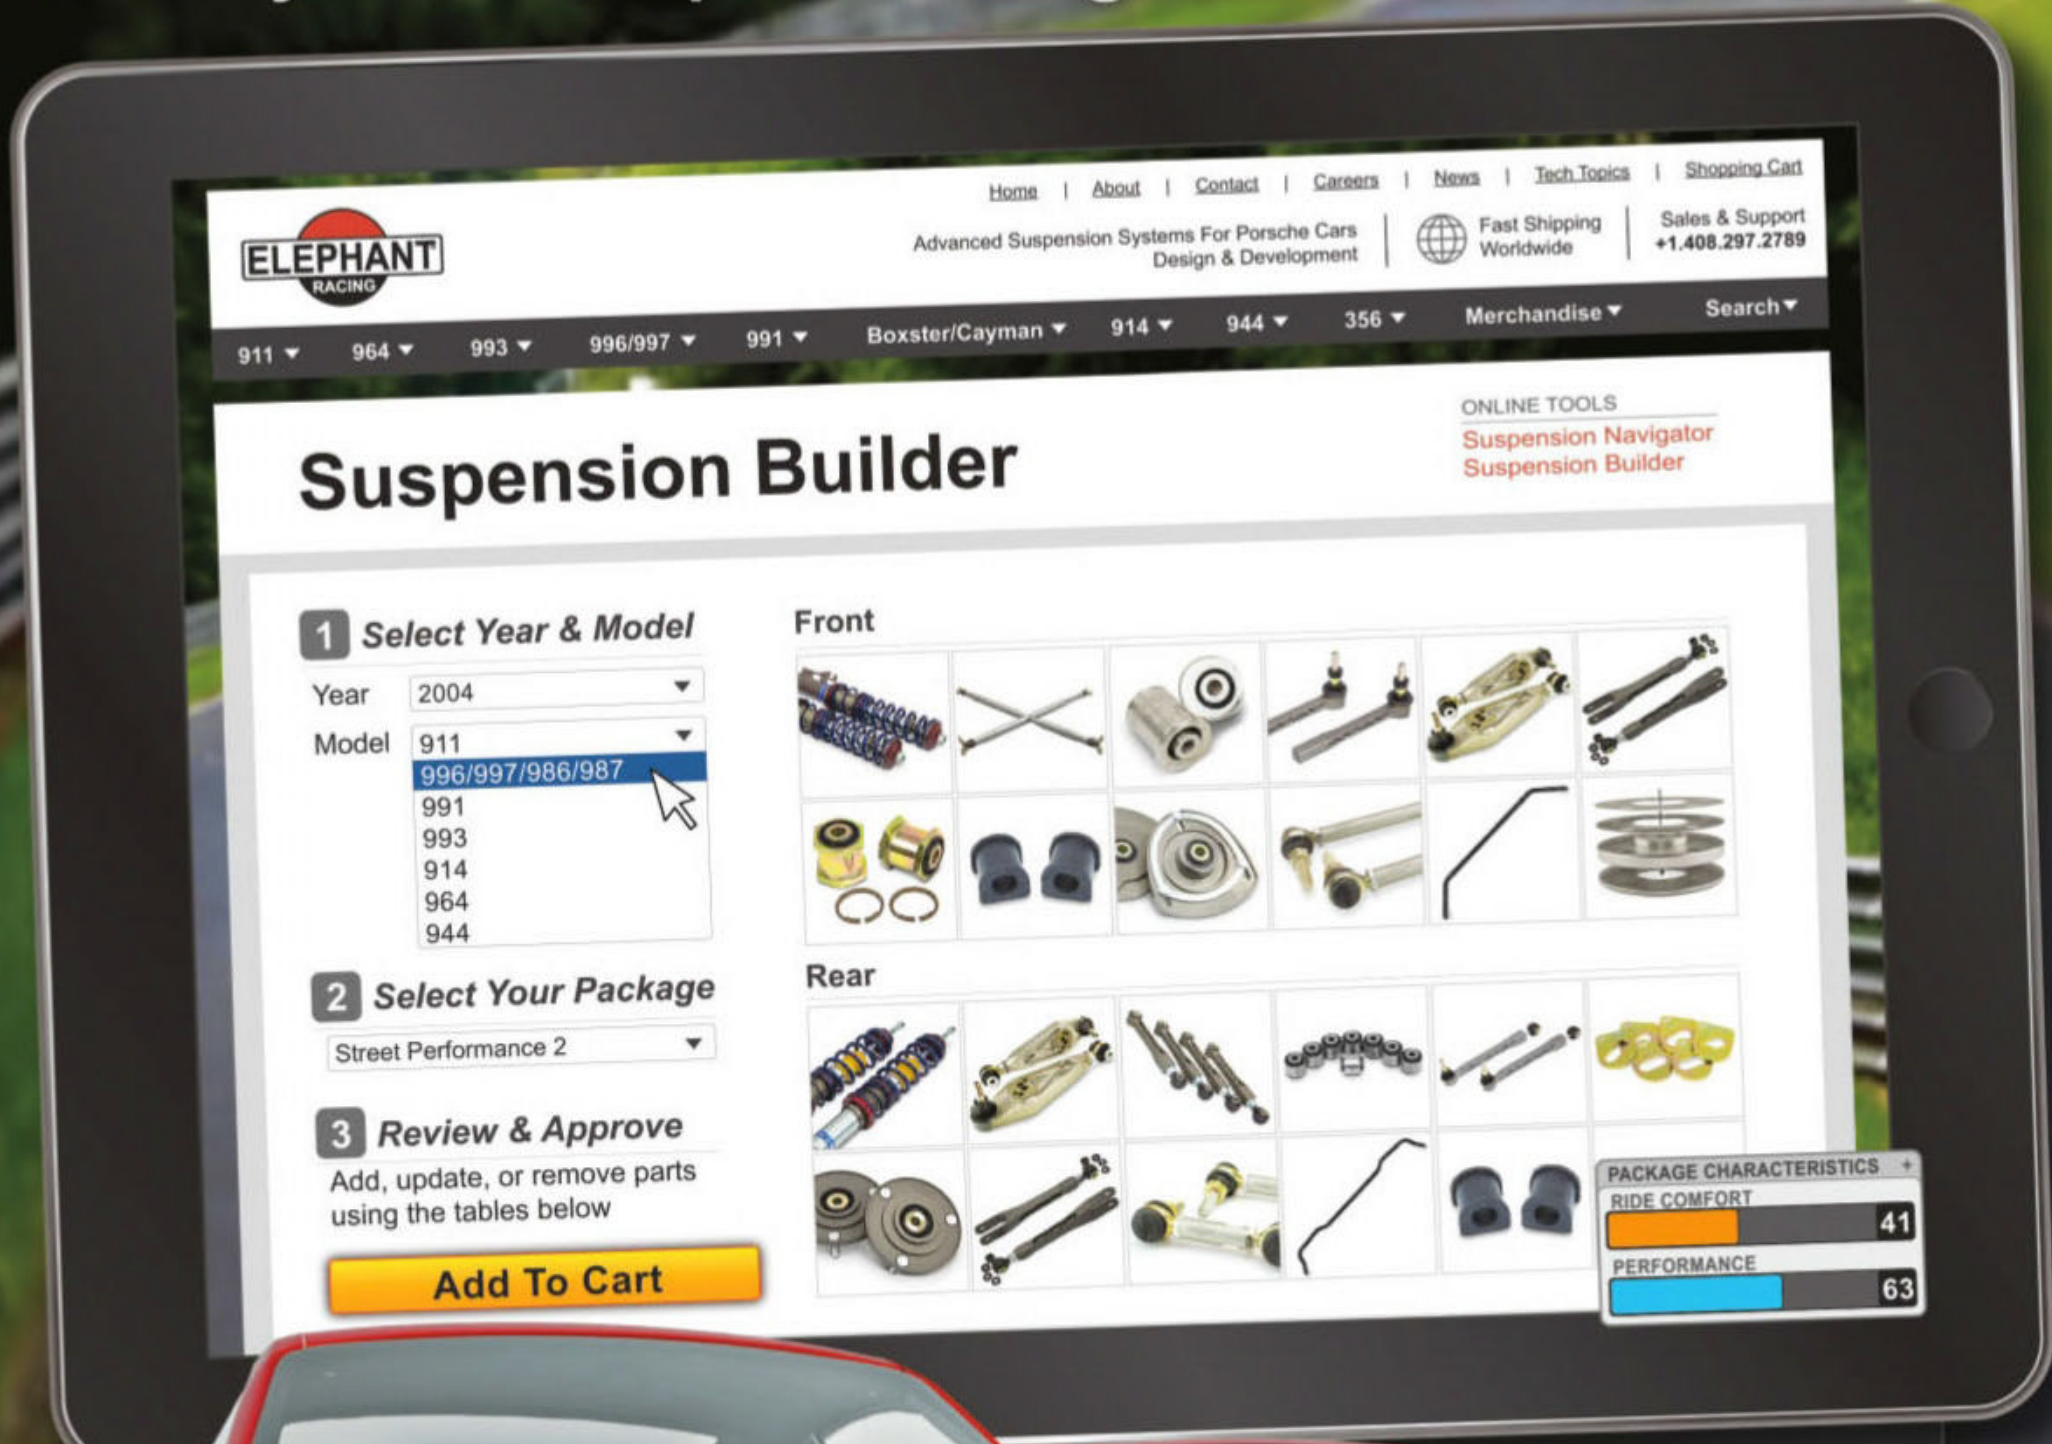 Home | About | Contact | Careers | News | Tech Topics | Shopping Cart
ELEPHANT
RACING
Advanced Suspension Systems For Porsche Cars
Design & Development
Fast Shipping
Worldwide
Sales & Support
+1.408.297.2789
911 964 993 996/997 991 Boxster/Cayman 914 944 356 Merchandise Search
Suspension Builder
ONLINE TOOLS
Suspension Navigator
Suspension Builder
1 Select Year & Model
Year 2004
Model 911
996/997/986/987
991
993
914
964
944
2 Select Your Package
Street Performance 2
3 Review & Approve
Add, update, or remove parts
using the tables below
Add To Cart
Front
Rear
PACKAGE CHARACTERISTICS +
RIDE COMFORT
41
PERFORMANCE
63